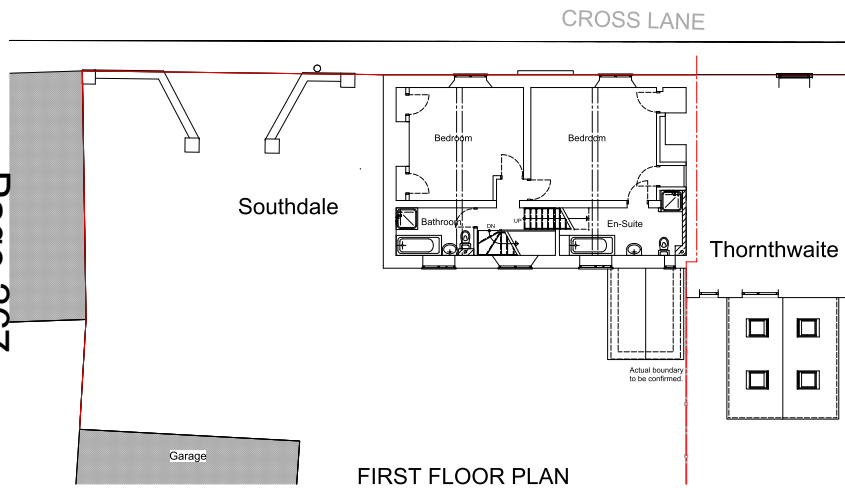 CROSS LANE
Bedroom
Bedroom
Southdale
Bathroom
UP
DN
En-Suite
Thornthwaite
Actual boundary
to be confirmed.
Garage
FIRST FLOOR PLAN